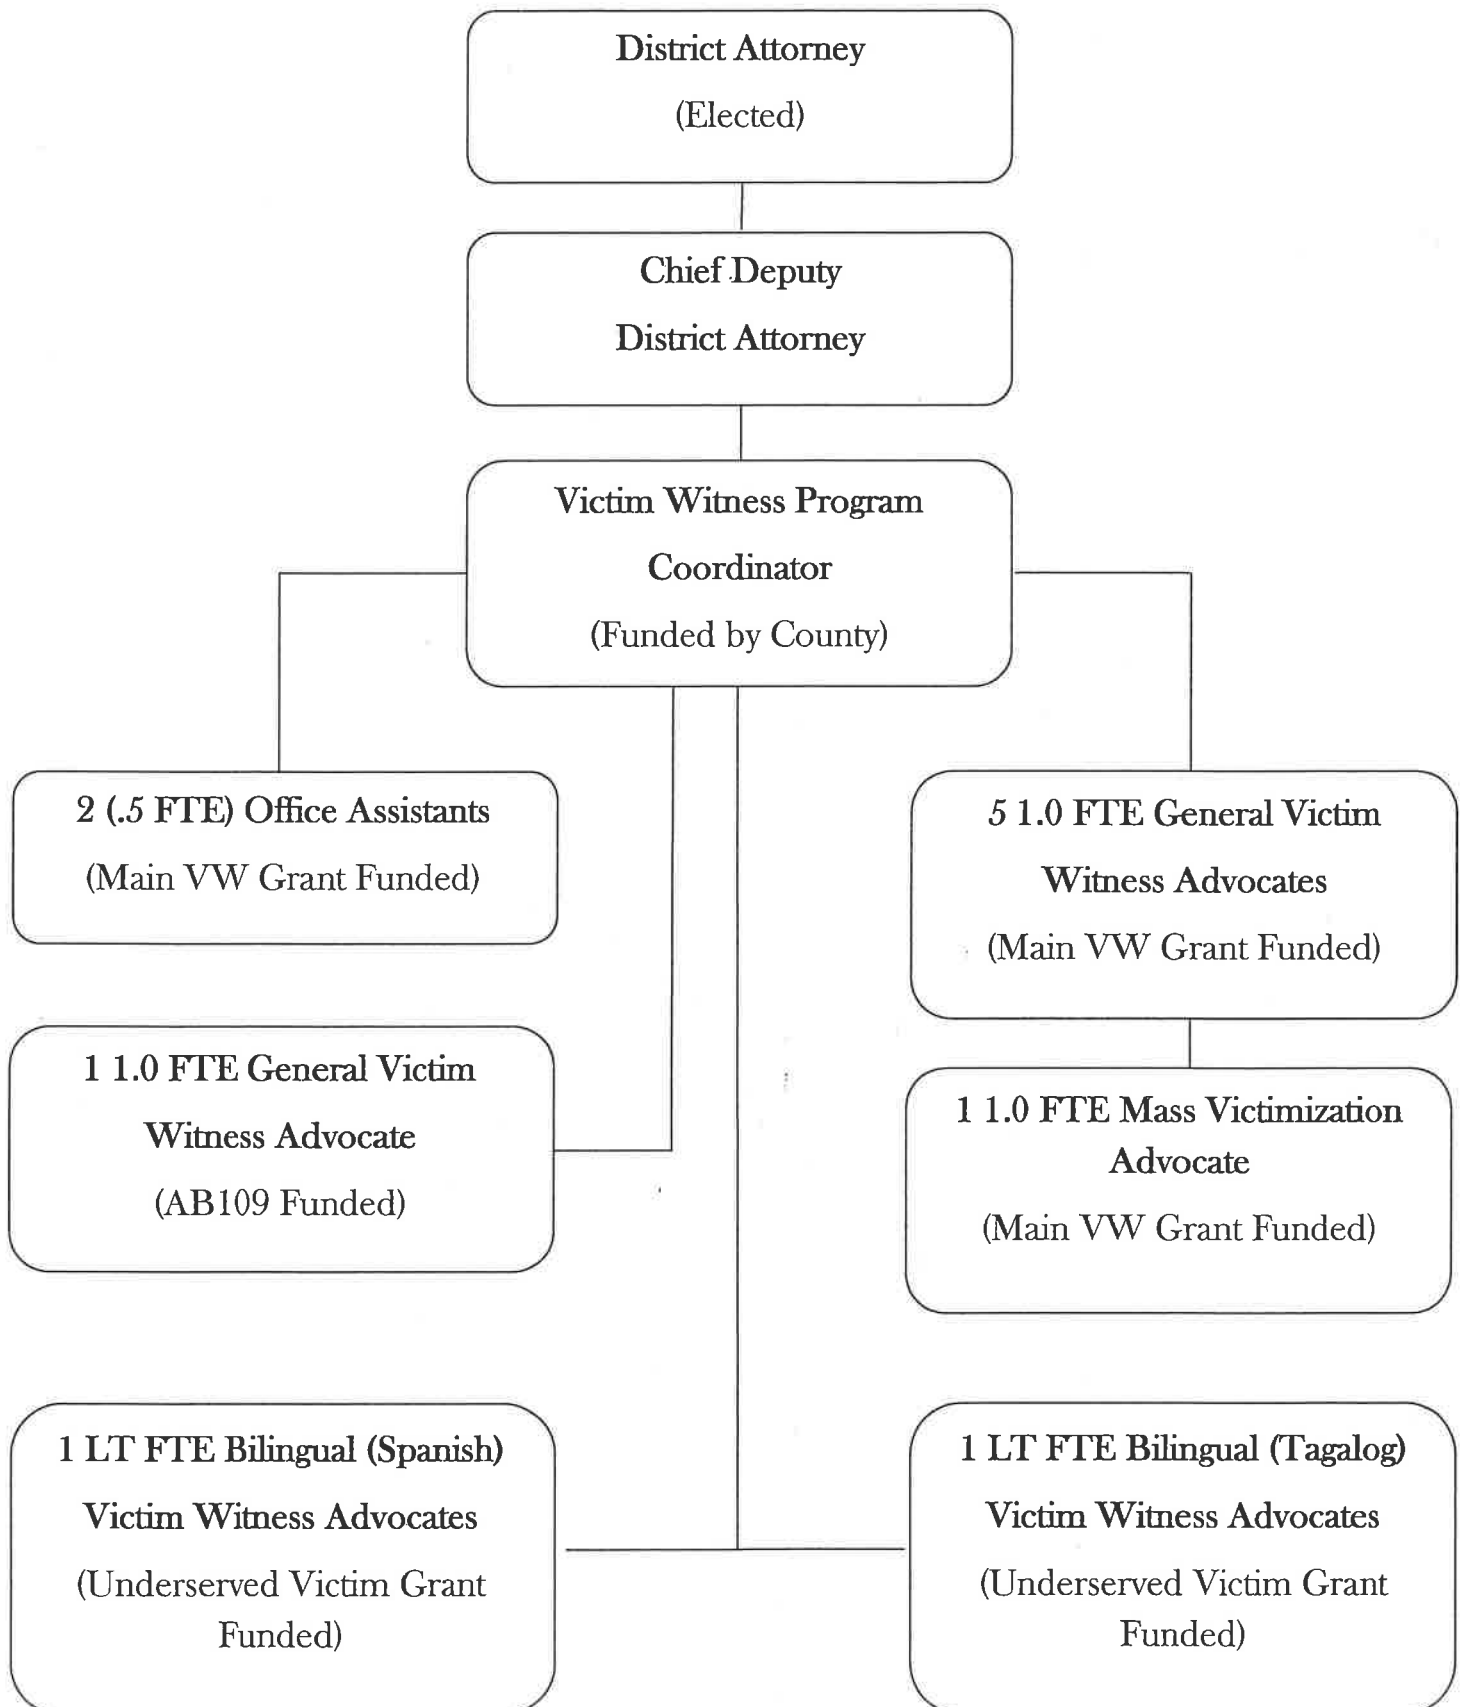 District Attorney
(Elected)
Chief Deputy
District Attorney
Victim Witness Program
Coordinator
(Funded by County)
2 (.5 FTE) Office Assistants
(Main VW Grant Funded)
5 1.0 FTE General Victim
Witness Advocates
(Main VW Grant Funded)
1 1.0 FTE General Victim
Witness Advocate
(AB109 Funded)
1 1.0 FTE Mass Victimization
Advocate
(Main VW Grant Funded)
1 LT FTE Bilingual (Spanish)
Victim Witness Advocates
(Underserved Victim Grant
Funded)
1 LT FTE Bilingual (Tagalog)
Victim Witness Advocates
(Underserved Victim Grant
Funded)